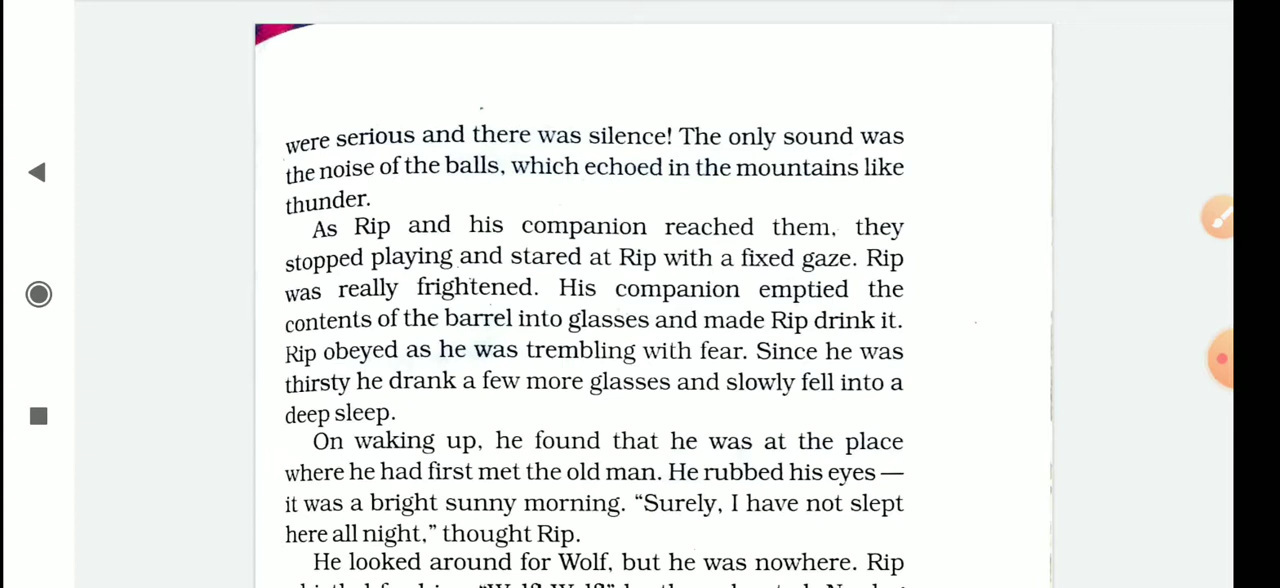 were serious and there was silence! The only sound was
the noise of the balls, which echoed in the mountains like
thunder.
As Rip and his companion reached them, they
stopped playing and stared at Rip with a fixed gaze. Rip
was really frightened. His companion emptied the
contents of the barrel into glasses and made Rip drink it.
Rip obeyed as he was trembling with fear. Since he was
thirsty he drank a few more glasses and slowly fell into a
deep sleep.
On waking up, he found that he was at the place
where he had first met the old man. He rubbed his eyes —
it was a bright sunny morning. “Surely, I have not slept
here all night,” thought Rip.
He looked around for Wolf, but he was nowhere. Rip